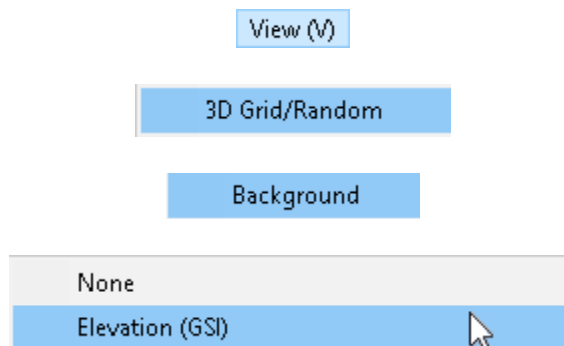 View (V)
3D Grid/Random
Background
None
Elevation (GSI)